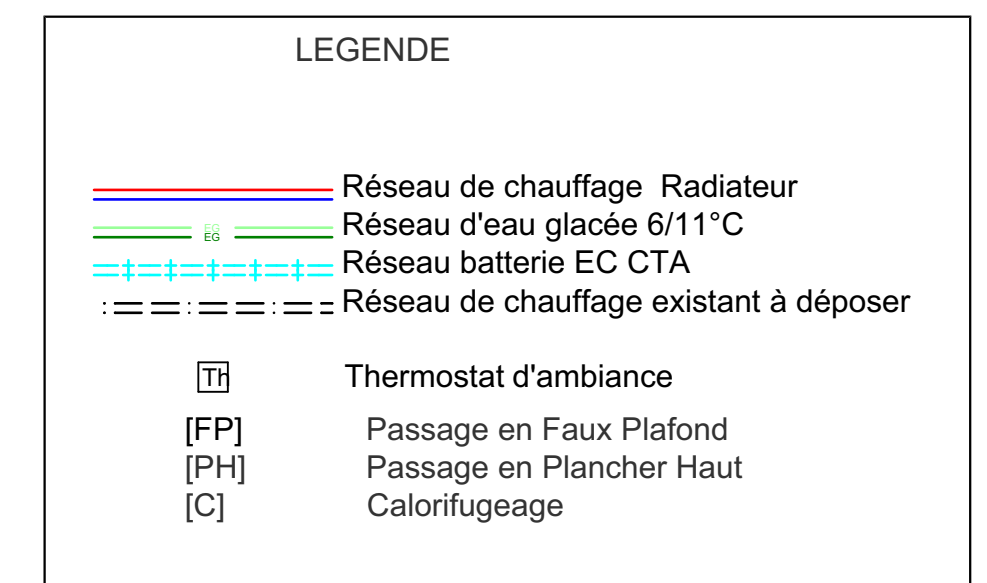 LEGENDE
Réseau de chauffage Radiateur
EG
EG Réseau d'eau glacée 6/11°C
Réseau batterie EC CTA
Réseau de chauffage existant à déposer
Th Thermostat d'ambiance
[FP] Passage en Faux Plafond
[PH] Passage en Plancher Haut
[C] Calorifugeage